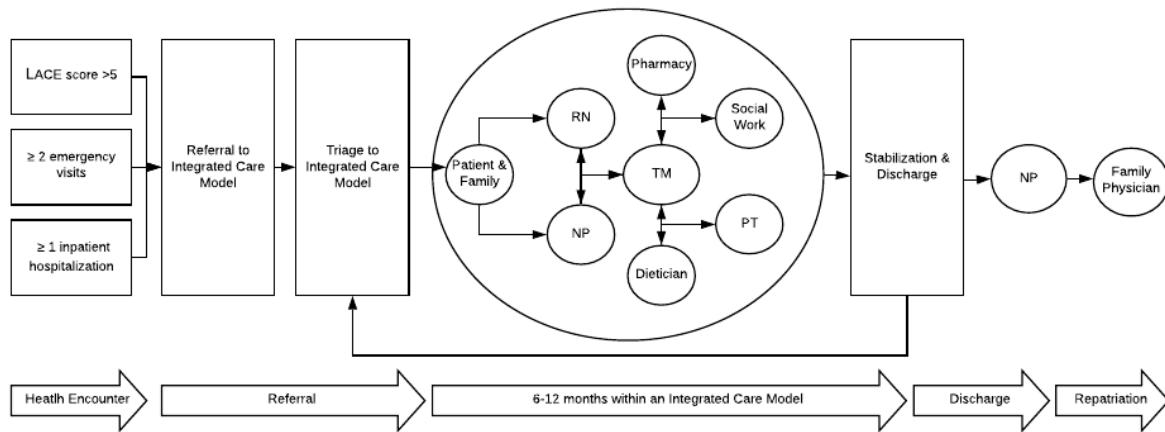 LACE score >5
≥ 2 emergency
visits
≥ 1 inpatient
hospitalization
Referral to
Integrated Care
Model
Triage to
Integrated Care
Model
Patient &
Family
RN
NP
Pharmacy
Social
Work
TM
PT
Dietician
Stabilization &
Discharge
NP
Family
Physician
Heatlh Encounter
Referral
6-12 months within an Integrated Care Model
Discharge
Repatriation